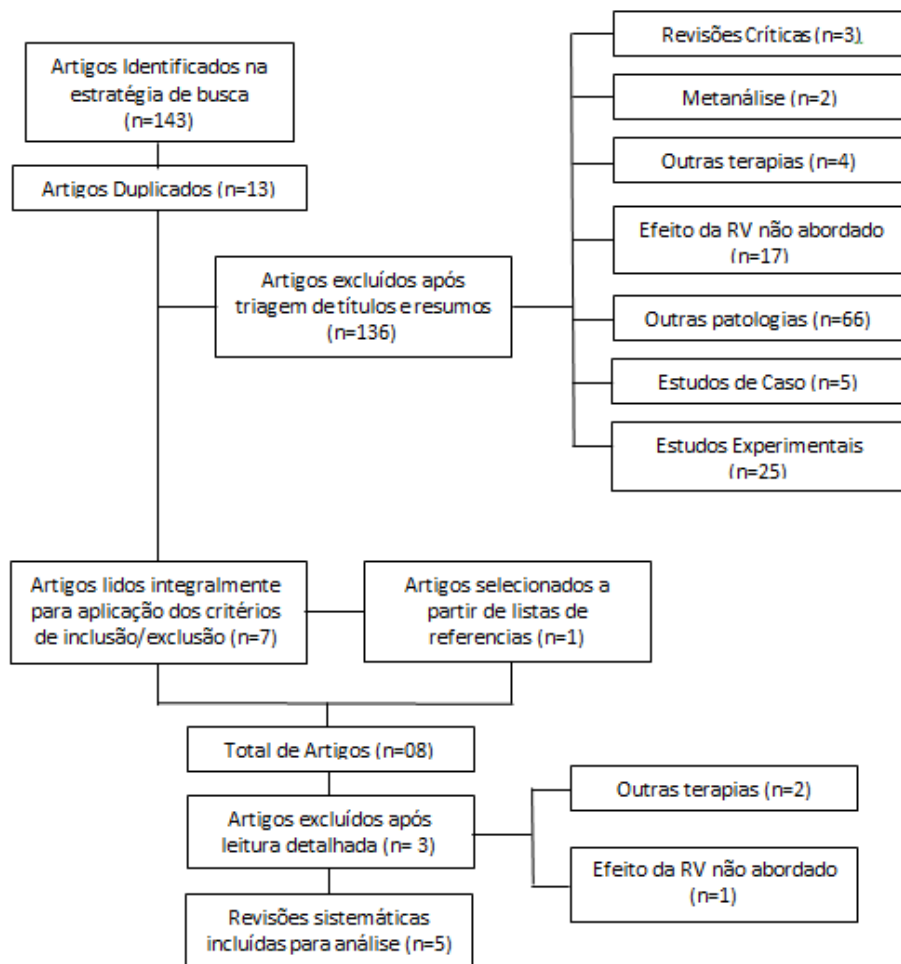 Artigos Identificados na
estratégia de busca
(n=143)
Artigos Duplicados (n=13)
Artigos excluídos após
triagem de títulos e resumos
(n=136)
Revisões Críticas (n=3)
Metanálise (n=2)
Outras terapias (n=4)
Efeito da RV não abordado
(n=17)
Outras patologias (n=66)
Estudos de Caso (n=5)
Estudos Experimentais
(n=25)
Artigos lidos integralmente
para aplicação dos critérios
de inclusão/exclusão (n=7)
Artigos selecionados a
partir de listas de
referencias (n=1)
Total de Artigos (n=08)
Artigos excluídos após
leitura detalhada (n= 3)
Outras terapias (n=2)
Efeito da RV não abordado
(n=1)
Revisões sistemáticas
incluídas para análise (n=5)